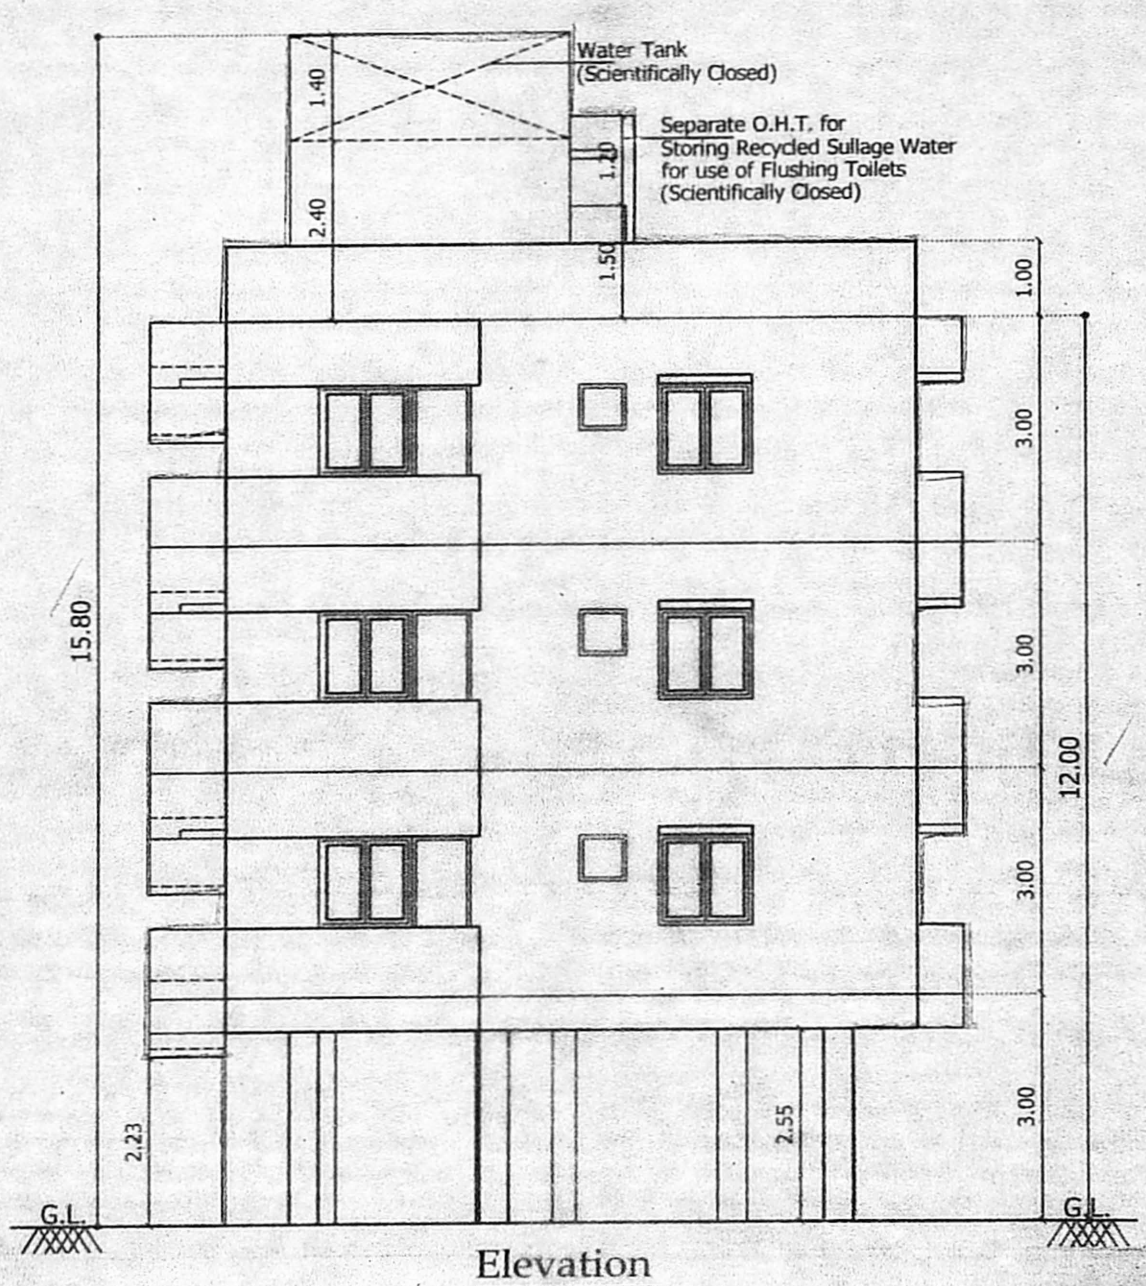 Water Tank
(Scientifically Closed)
1.40
Separate O.H.T. for
Storing Recycled Sullage Water
for use of Flushing Toilets
(Scientifically Closed)
1.20
2.40
1.50
1.00
3.00
15.80
3.00
12.00
3.00
3.00
2.55
2.23
G.L.
G.L.
Elevation